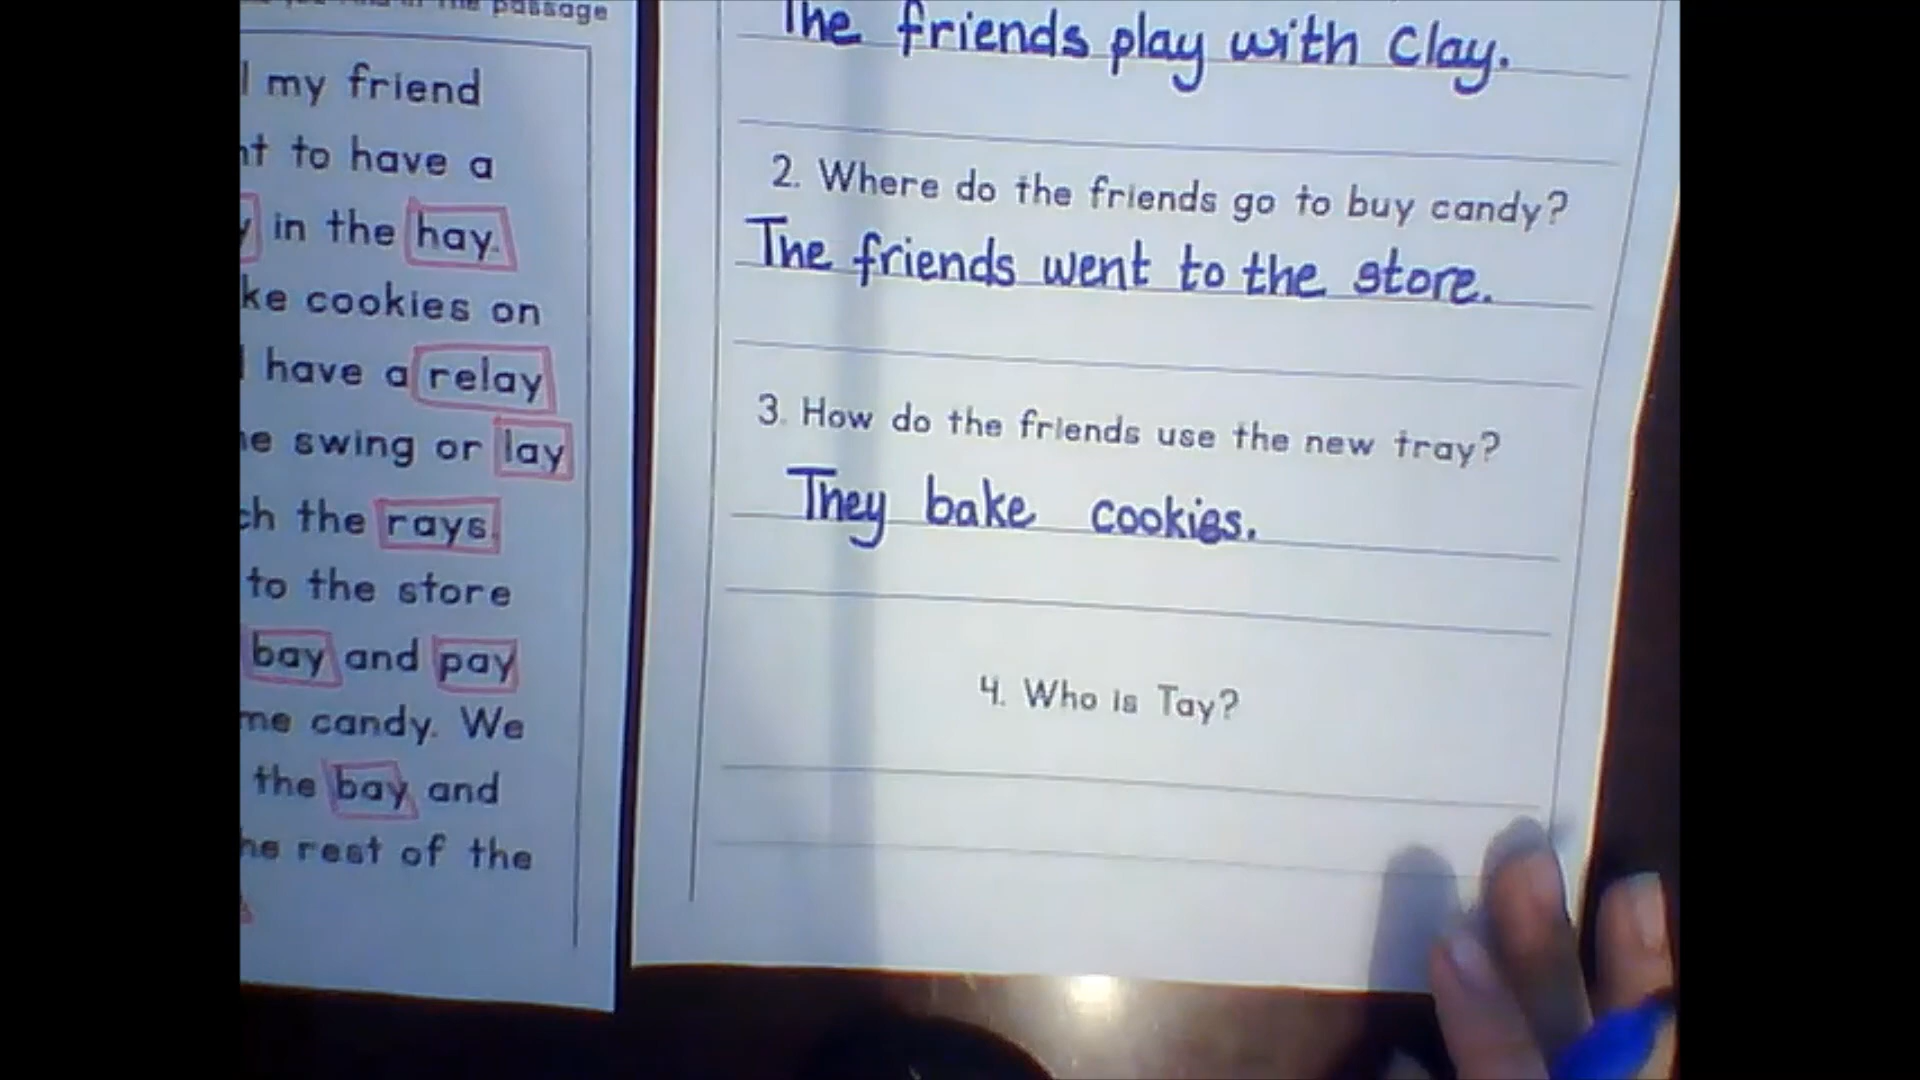 the passage
my friend
to have a
in the hay.
cookies on
have a relay
swing or lay
the rays.
to the store
bay and pay
candy. We
the bay and
rest of the
The friends play with Clay.
2. Where do the friends go to buy candy?
The friends went to the store.
3. How do the friends use the new tray?
They bake cookies.
4. Who is Tay?